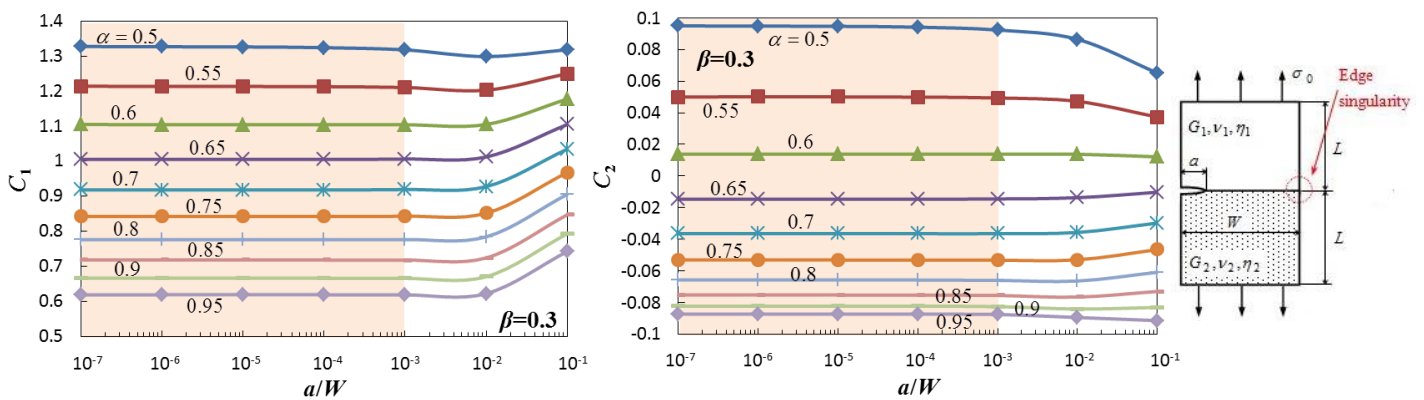 1.4
1.3
1.2
1.1
1
0.9
0.8
0.7
0.6
0.5
C₁
α = 0.5
0.55
0.6
0.65
0.7
0.75
0.8
0.85
0.9
0.95
β=0.3
10⁻⁷ 10⁻⁶ 10⁻⁵ 10⁻⁴ 10⁻³ 10⁻² 10⁻¹
a/W
0.1
0.08
0.06
0.04
0.02
0
-0.02
-0.04
-0.06
-0.08
-0.1
C₂
α = 0.5
β=0.3
0.55
0.6
0.65
0.7
0.75
0.8
0.85
0.9
0.95
10⁻⁷ 10⁻⁶ 10⁻⁵ 10⁻⁴ 10⁻³ 10⁻² 10⁻¹
a/W
σ₀
Edge
singularity
G₁, ν₁, η₁
L
a
W
L
G₂, ν₂, η₂